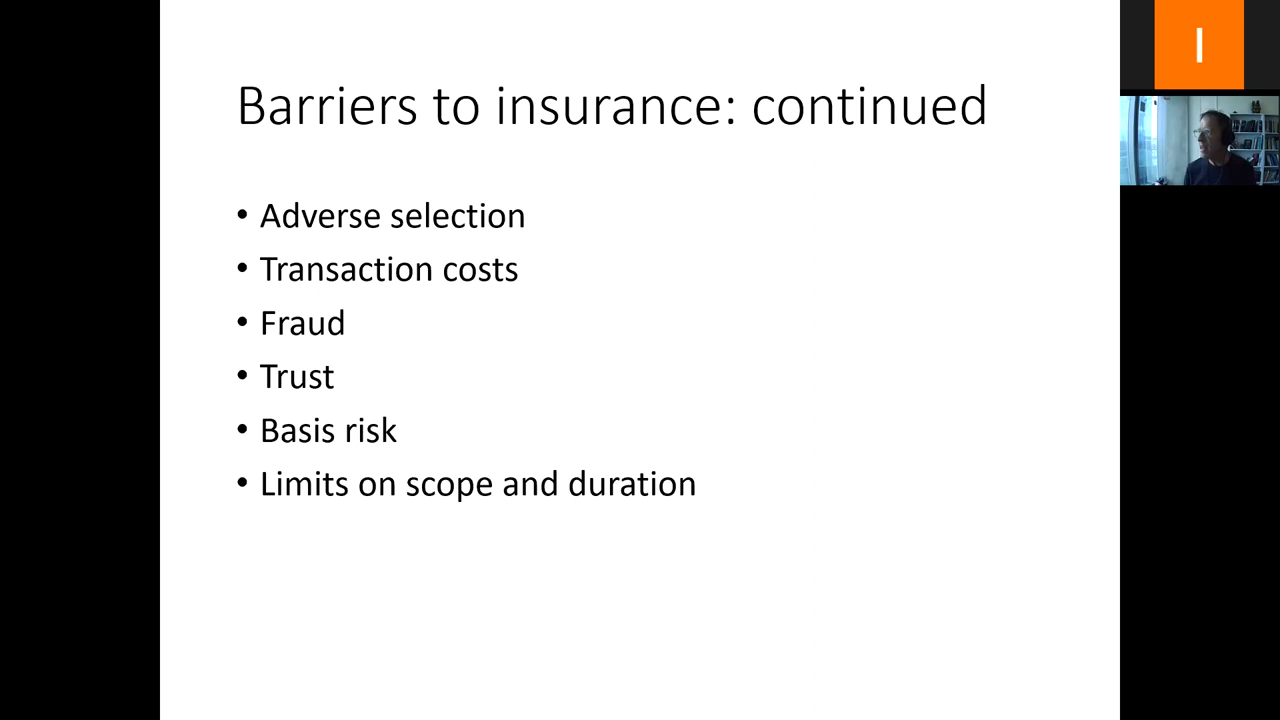 Barriers to insurance: continued
• Adverse selection
• Transaction costs
• Fraud
• Trust
• Basis risk
• Limits on scope and duration
I